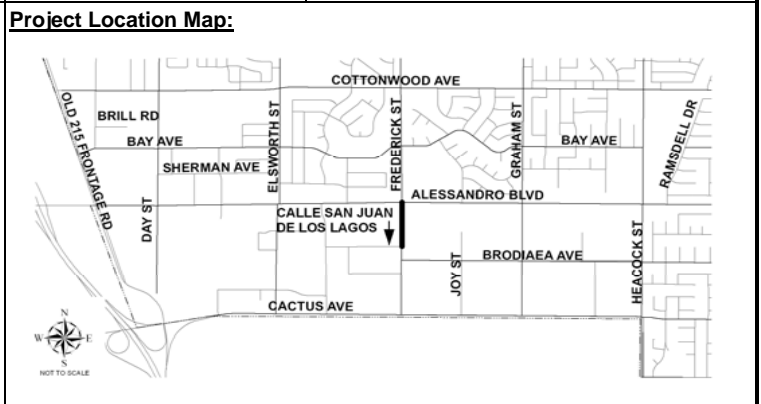 Project Location Map:
COTTONWOOD AVE
OLD 215 FRONTAGE RD
BRILL RD
BAY AVE
SHERMAN AVE
ELSWORTH ST
FREDERICK ST
GRAHAM ST
BAY AVE
RAMSDELL DR
ALESSANDRO BLVD
DAY ST
CALLE SAN JUAN
DE LOS LAGOS
JOY ST
BRODIAEA AVE
HEACOCK ST
CACTUS AVE
N
W E
S
NOT TO SCALE